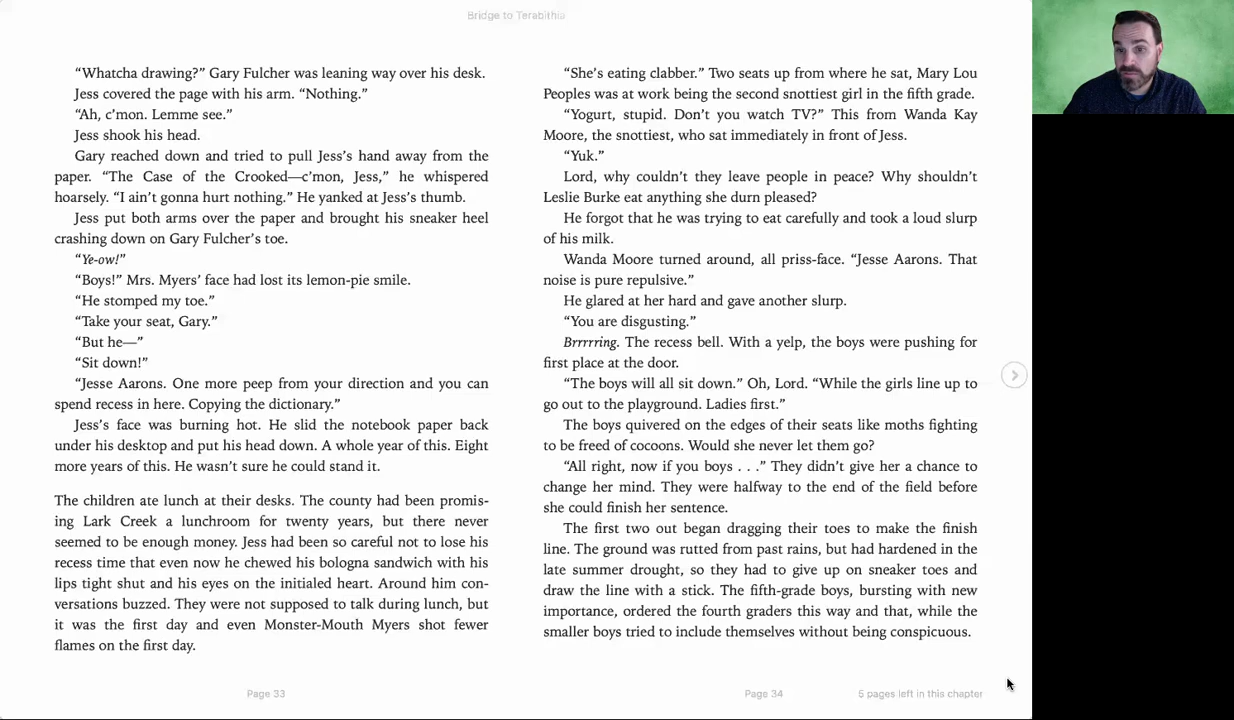 Bridge to Terabithia
“Whatcha drawing?” Gary Fulcher was leaning way over his desk.
Jess covered the page with his arm. “Nothing.”
“Ah, c’mon. Lemme see.”
Jess shook his head.
Gary reached down and tried to pull Jess’s hand away from the
paper. “The Case of the Crooked—c’mon, Jess,” he whispered
hoarsely. “I ain’t gonna hurt nothing.” He yanked at Jess’s thumb.
Jess put both arms over the paper and brought his sneaker heel
crashing down on Gary Fulcher’s toe.
“Ye-ow!”
“Boys!” Mrs. Myers’ face had lost its lemon-pie smile.
“He stomped my toe.”
“Take your seat, Gary.”
“But he—”
“Sit down!”
“Jesse Aarons. One more peep from your direction and you can
spend recess in here. Copying the dictionary.”
Jess’s face was burning hot. He slid the notebook paper back
under his desktop and put his head down. A whole year of this. Eight
more years of this. He wasn’t sure he could stand it.
The children ate lunch at their desks. The county had been promis-
ing Lark Creek a lunchroom for twenty years, but there never
seemed to be enough money. Jess had been so careful not to lose his
recess time that even now he chewed his bologna sandwich with his
lips tight shut and his eyes on the initialed heart. Around him con-
versations buzzed. They were not supposed to talk during lunch, but
it was the first day and even Monster-Mouth Myers shot fewer
flames on the first day.
Page 33
“She’s eating clabber.” Two seats up from where he sat, Mary Lou
Peoples was at work being the second snottiest girl in the fifth grade.
“Yogurt, stupid. Don’t you watch TV?” This from Wanda Kay
Moore, the snottiest, who sat immediately in front of Jess.
“Yuk.”
Lord, why couldn’t they leave people in peace? Why shouldn’t
Leslie Burke eat anything she durn pleased?
He forgot that he was trying to eat carefully and took a loud slurp
of his milk.
Wanda Moore turned around, all priss-face. “Jesse Aarons. That
noise is pure repulsive.”
He glared at her hard and gave another slurp.
“You are disgusting.”
Brrrrring. The recess bell. With a yelp, the boys were pushing for
first place at the door.
“The boys will all sit down.” Oh, Lord. “While the girls line up to
go out to the playground. Ladies first.”
The boys quivered on the edges of their seats like moths fighting
to be freed of cocoons. Would she never let them go?
“All right, now if you boys . . .” They didn’t give her a chance to
change her mind. They were halfway to the end of the field before
she could finish her sentence.
The first two out began dragging their toes to make the finish
line. The ground was rutted from past rains, but had hardened in the
late summer drought, so they had to give up on sneaker toes and
draw the line with a stick. The fifth-grade boys, bursting with new
importance, ordered the fourth graders this way and that, while the
smaller boys tried to include themselves without being conspicuous.
Page 34
5 pages left in this chapter